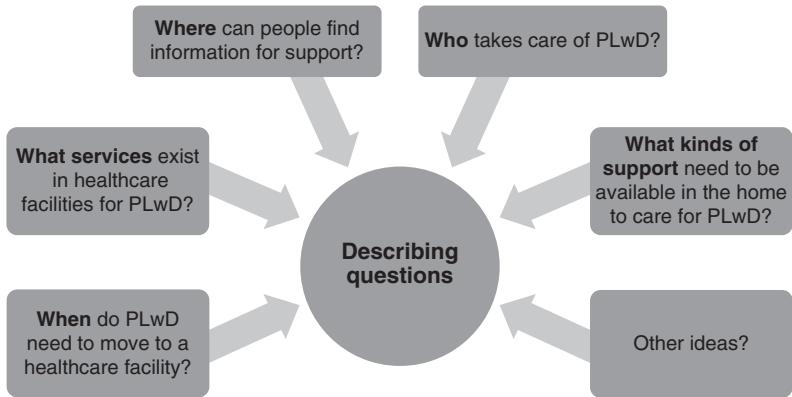 Where can people find
information for support?
Who takes care of PLwD?
What services exist
in healthcare
facilities for PLwD?
What kinds of
support need to be
available in the home
to care for PLwD?
Describing
questions
When do PLwD
need to move to a
healthcare facility?
Other ideas?